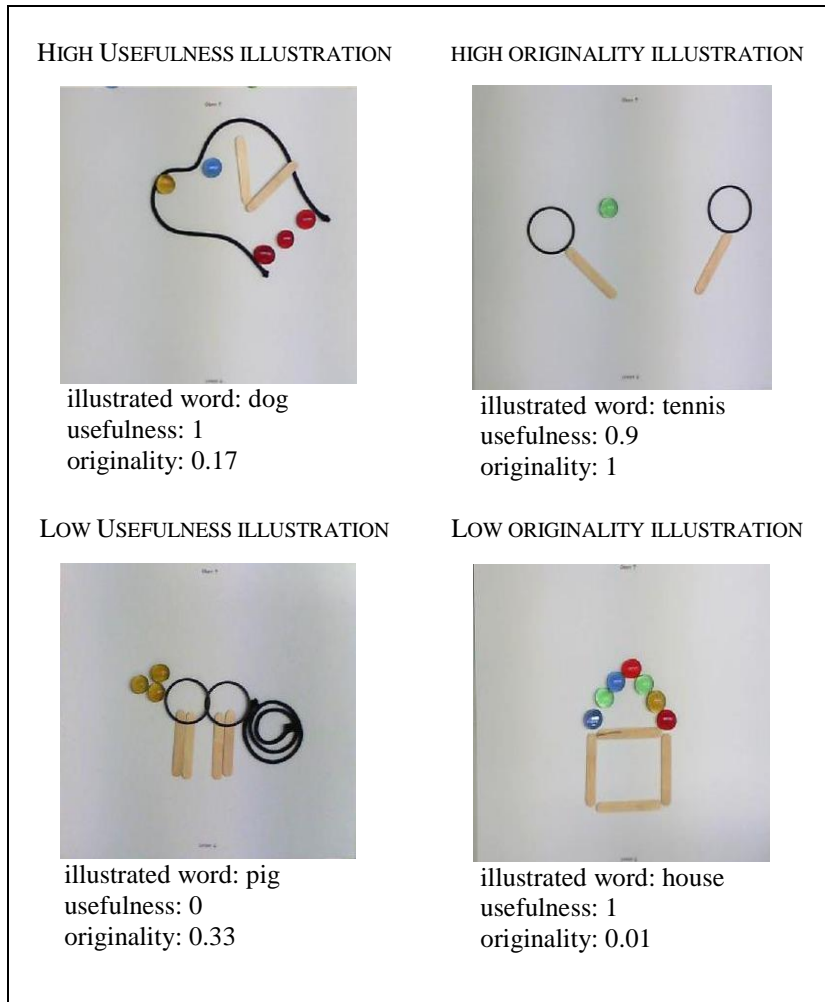 HIGH USEFULNESS ILLUSTRATION
HIGH ORIGINALITY ILLUSTRATION
illustrated word: dog
usefulness: 1
originality: 0.17
illustrated word: tennis
usefulness: 0.9
originality: 1
LOW USEFULNESS ILLUSTRATION
LOW ORIGINALITY ILLUSTRATION
illustrated word: pig
usefulness: 0
originality: 0.33
illustrated word: house
usefulness: 1
originality: 0.01